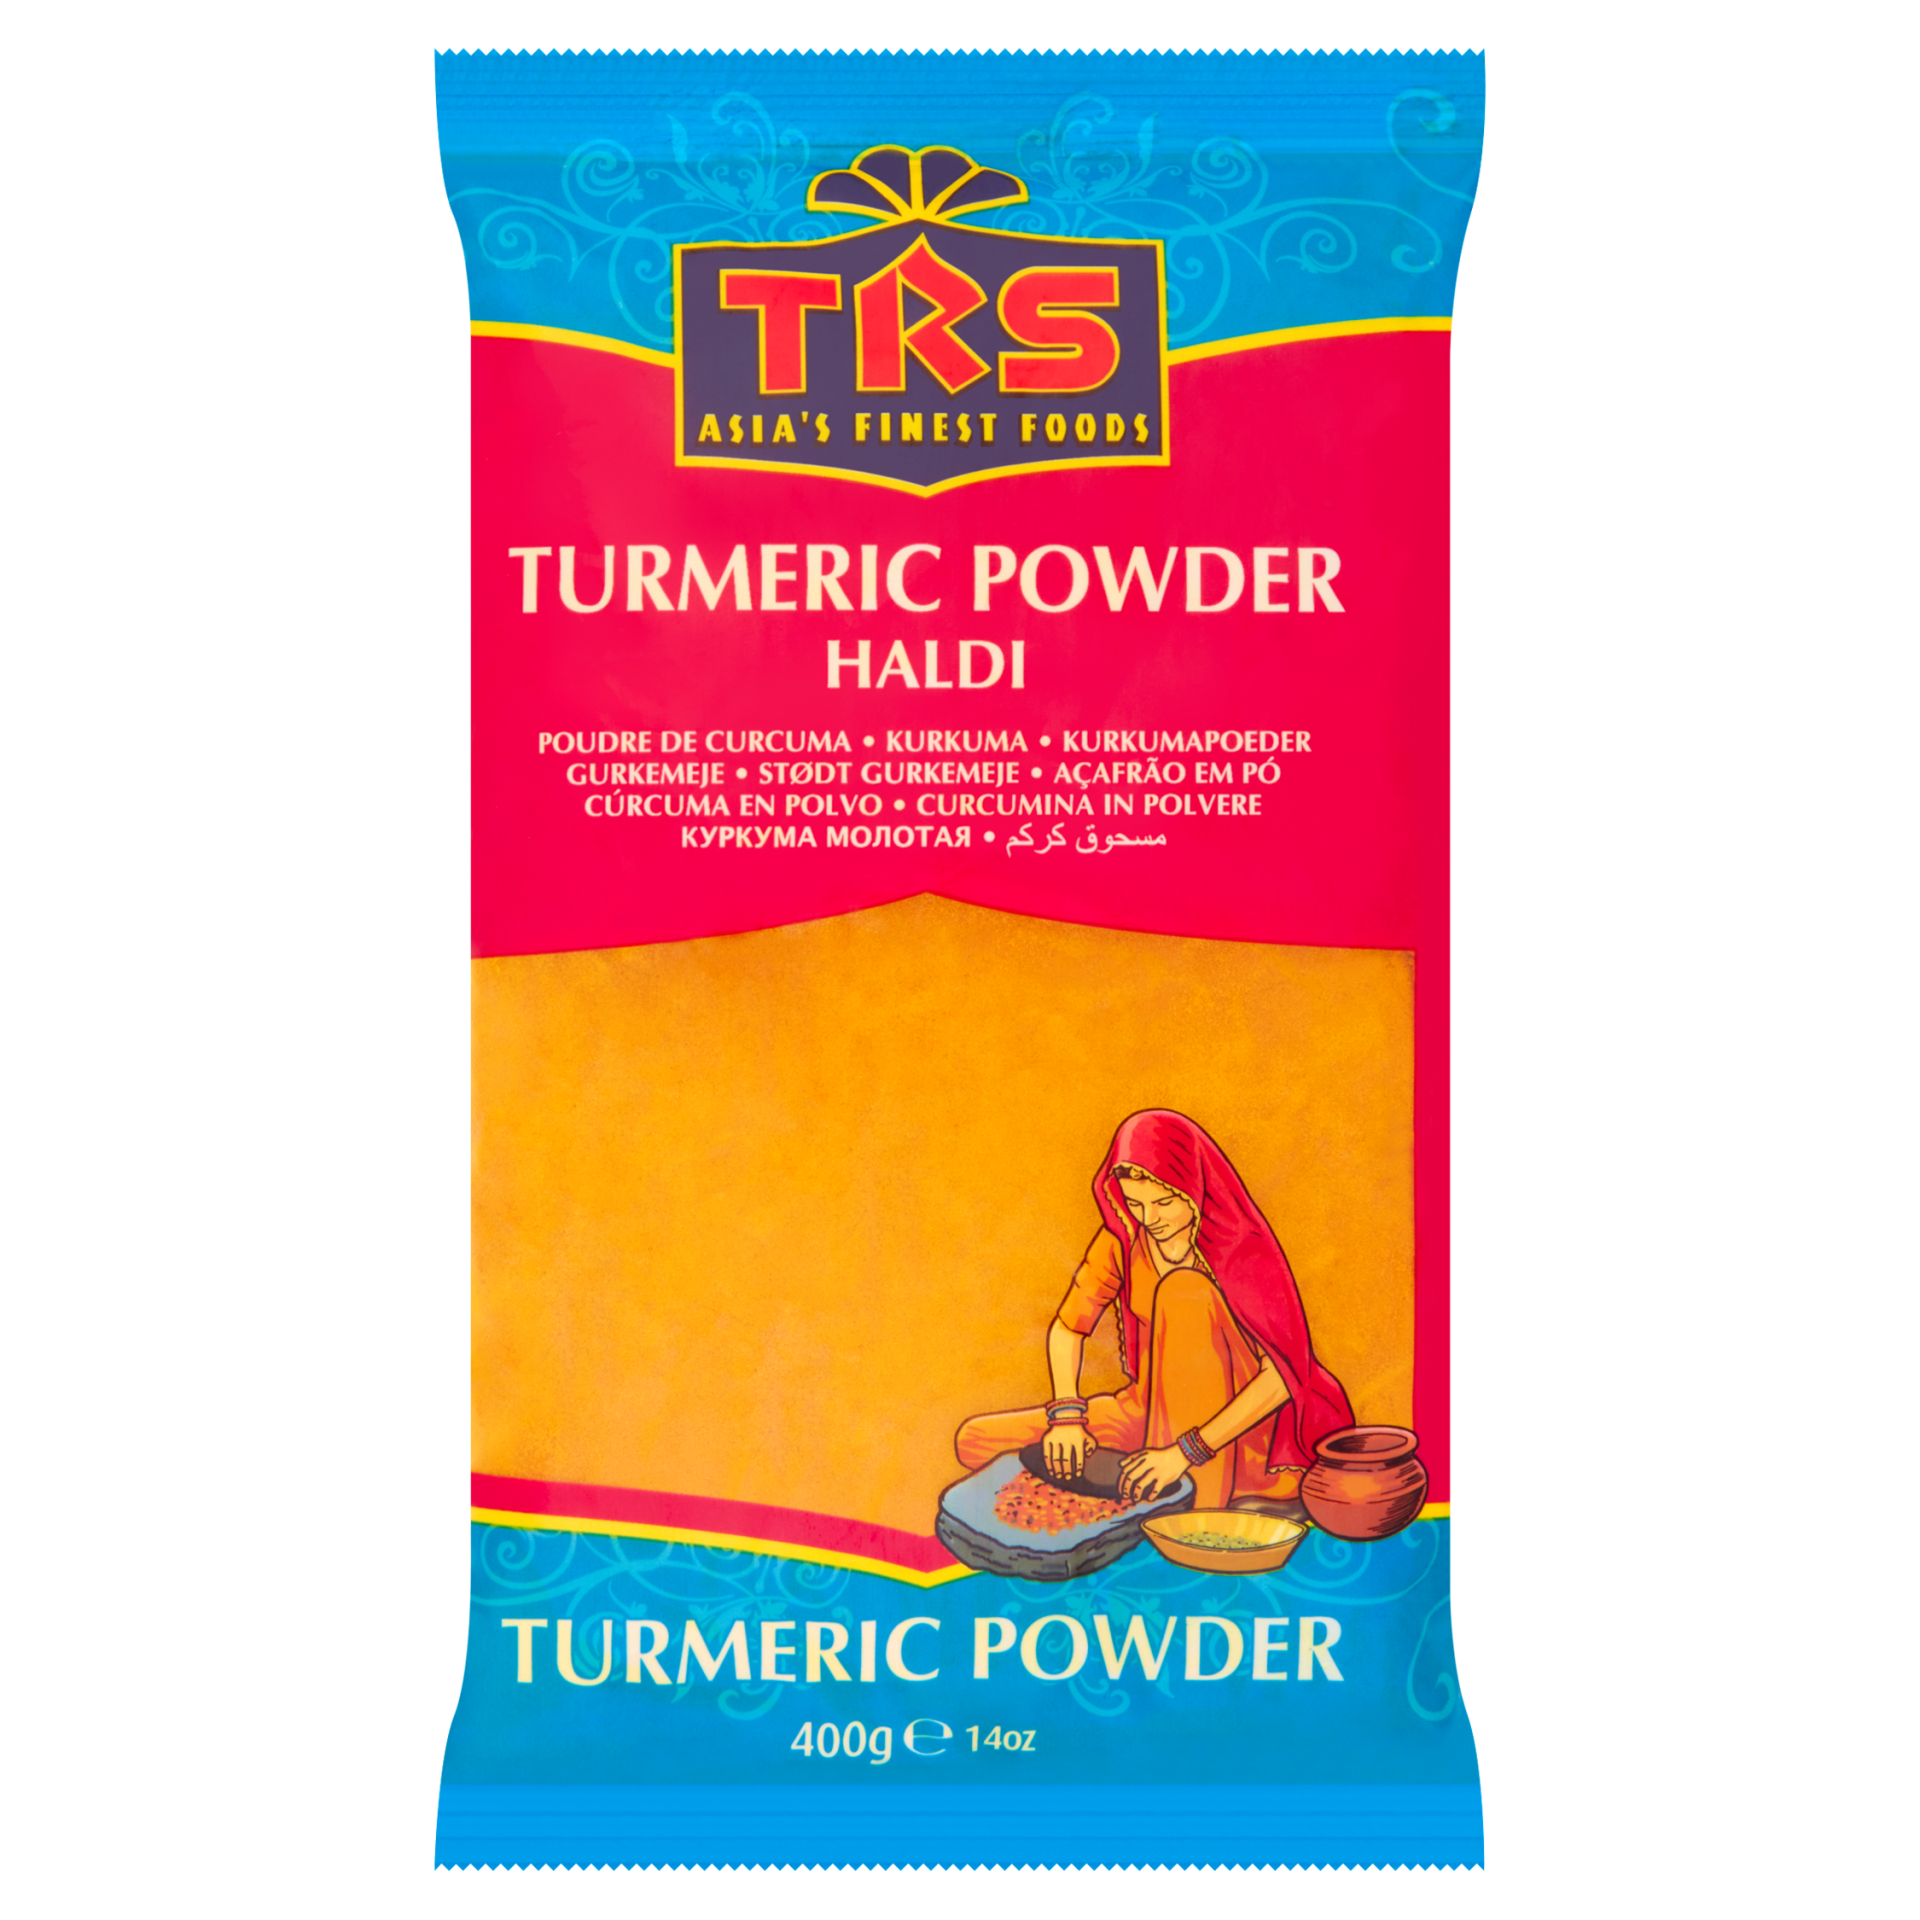 TRS
ASIA'S FINEST FOODS
TURMERIC POWDER
HALDI
POUDRE DE CURCUMA • KURKUMA • KURKUMAPOEDER
GURKEMEJE • STØDT GURKEMEJE • AÇAFRÃO EM PÓ
CÚRCUMA EN POLVO • CURCUMINA IN POLVERE
КУРКУМА МОЛОТАЯ • مسحوق كركم
TURMERIC POWDER
400g ℮ 14oz